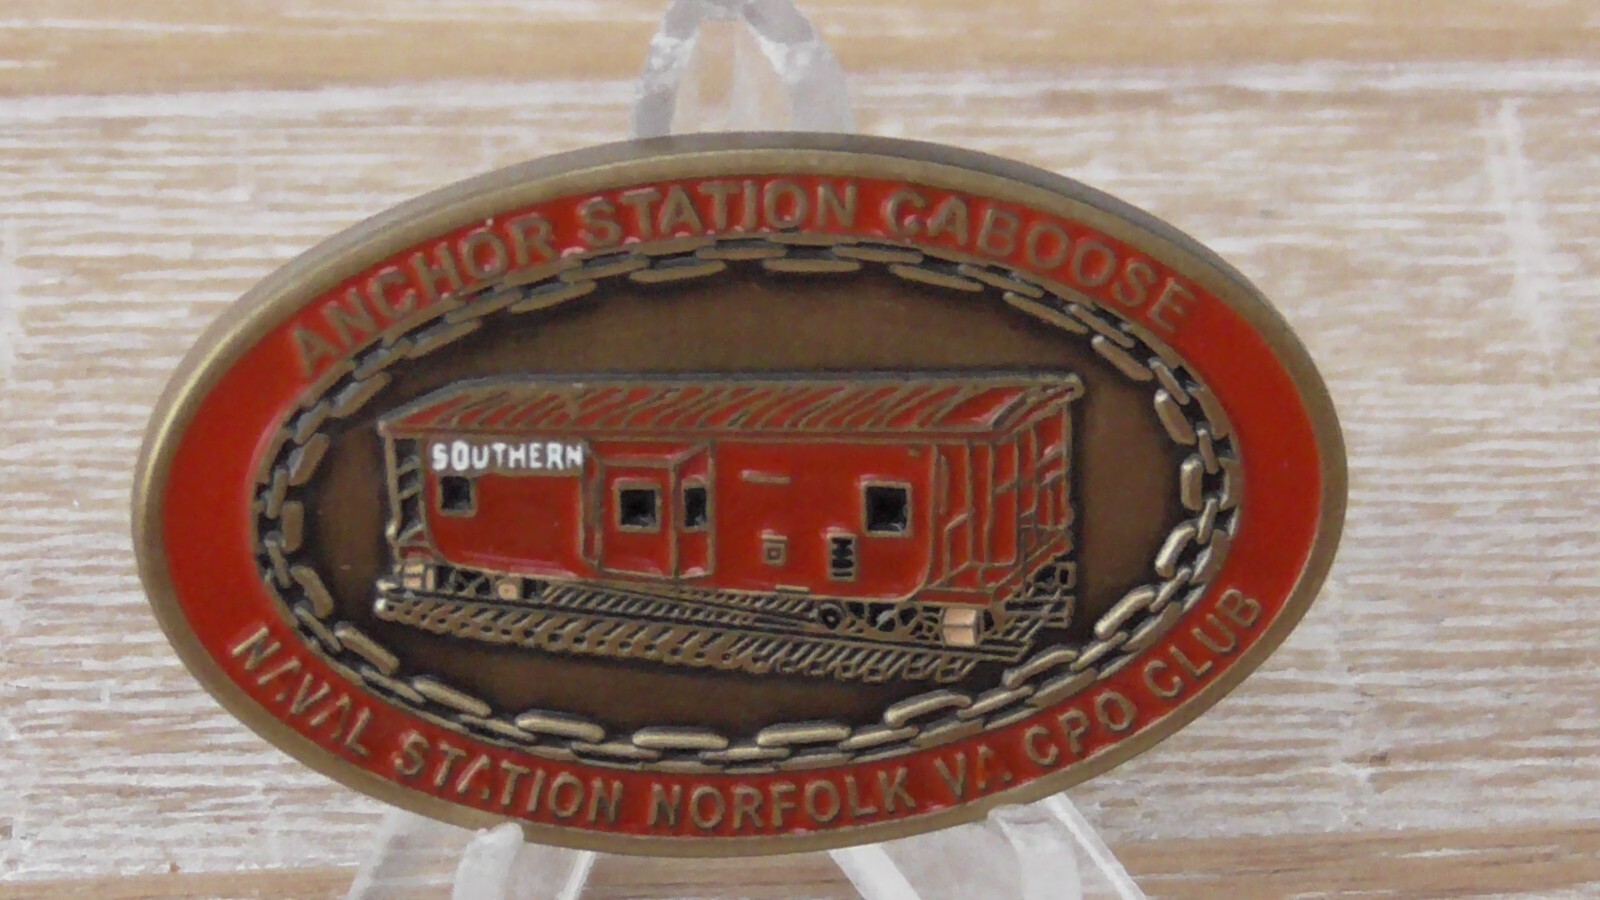 ANCHOR STATION CABOOSE
SOUTHERN
NAVAL STATION NORFOLK VA. CPO CLUB